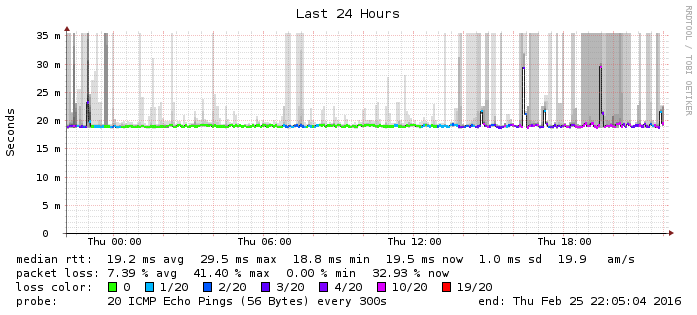 Last 24 Hours
RRDTOOL / TOBI OETIKER
Seconds
35 m
30 m
25 m
20 m
15 m
10 m
5 m
0
Thu 00:00 Thu 06:00 Thu 12:00 Thu 18:00
median rtt: 19.2 ms avg 29.5 ms max 18.8 ms min 19.5 ms now 1.0 ms sd 19.9 am/s
packet loss: 7.39 % avg 41.40 % max 0.00 % min 32.93 % now
loss color: 0 1/20 2/20 3/20 4/20 10/20 19/20
probe: 20 ICMP Echo Pings (56 Bytes) every 300s end: Thu Feb 25 22:05:04 2016